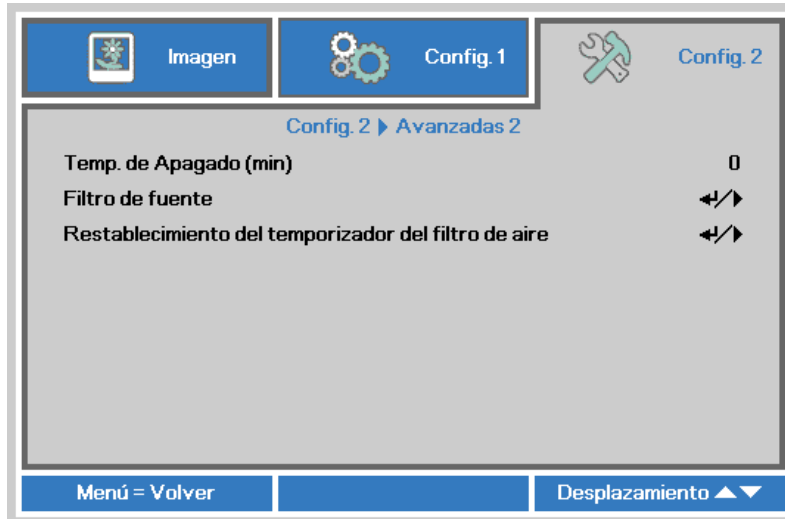 Imagen
Config. 1
Config. 2
Config. 2 ▶ Avanzadas 2
Temp. de Apagado (min) 0
Filtro de fuente ↵/▶
Restablecimiento del temporizador del filtro de aire ↵/▶
Menú = Volver
Desplazamiento ▲▼